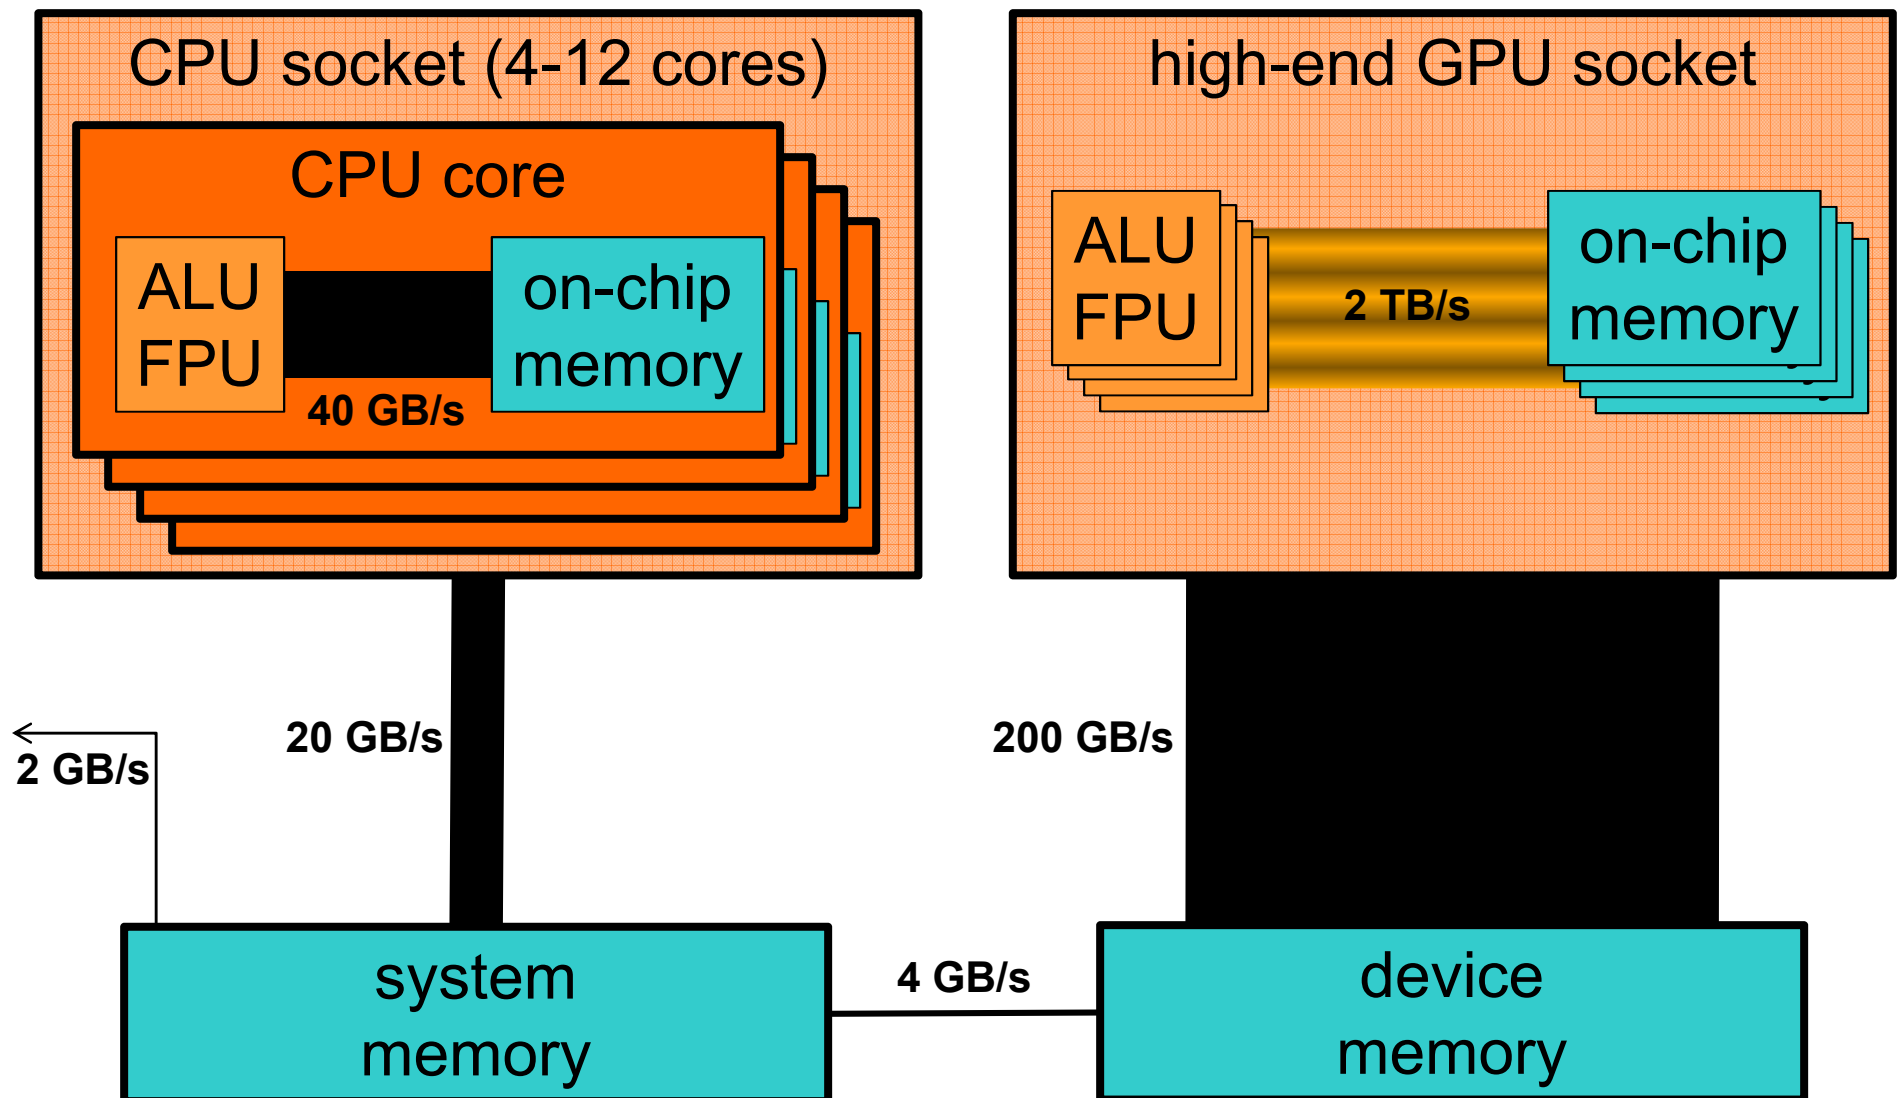 CPU socket (4-12 cores)
CPU core
ALU
FPU
40 GB/s
on-chip
memory
high-end GPU socket
ALU
FPU
2 TB/s
on-chip
memory
2 GB/s
20 GB/s
200 GB/s
system
memory
4 GB/s
device
memory